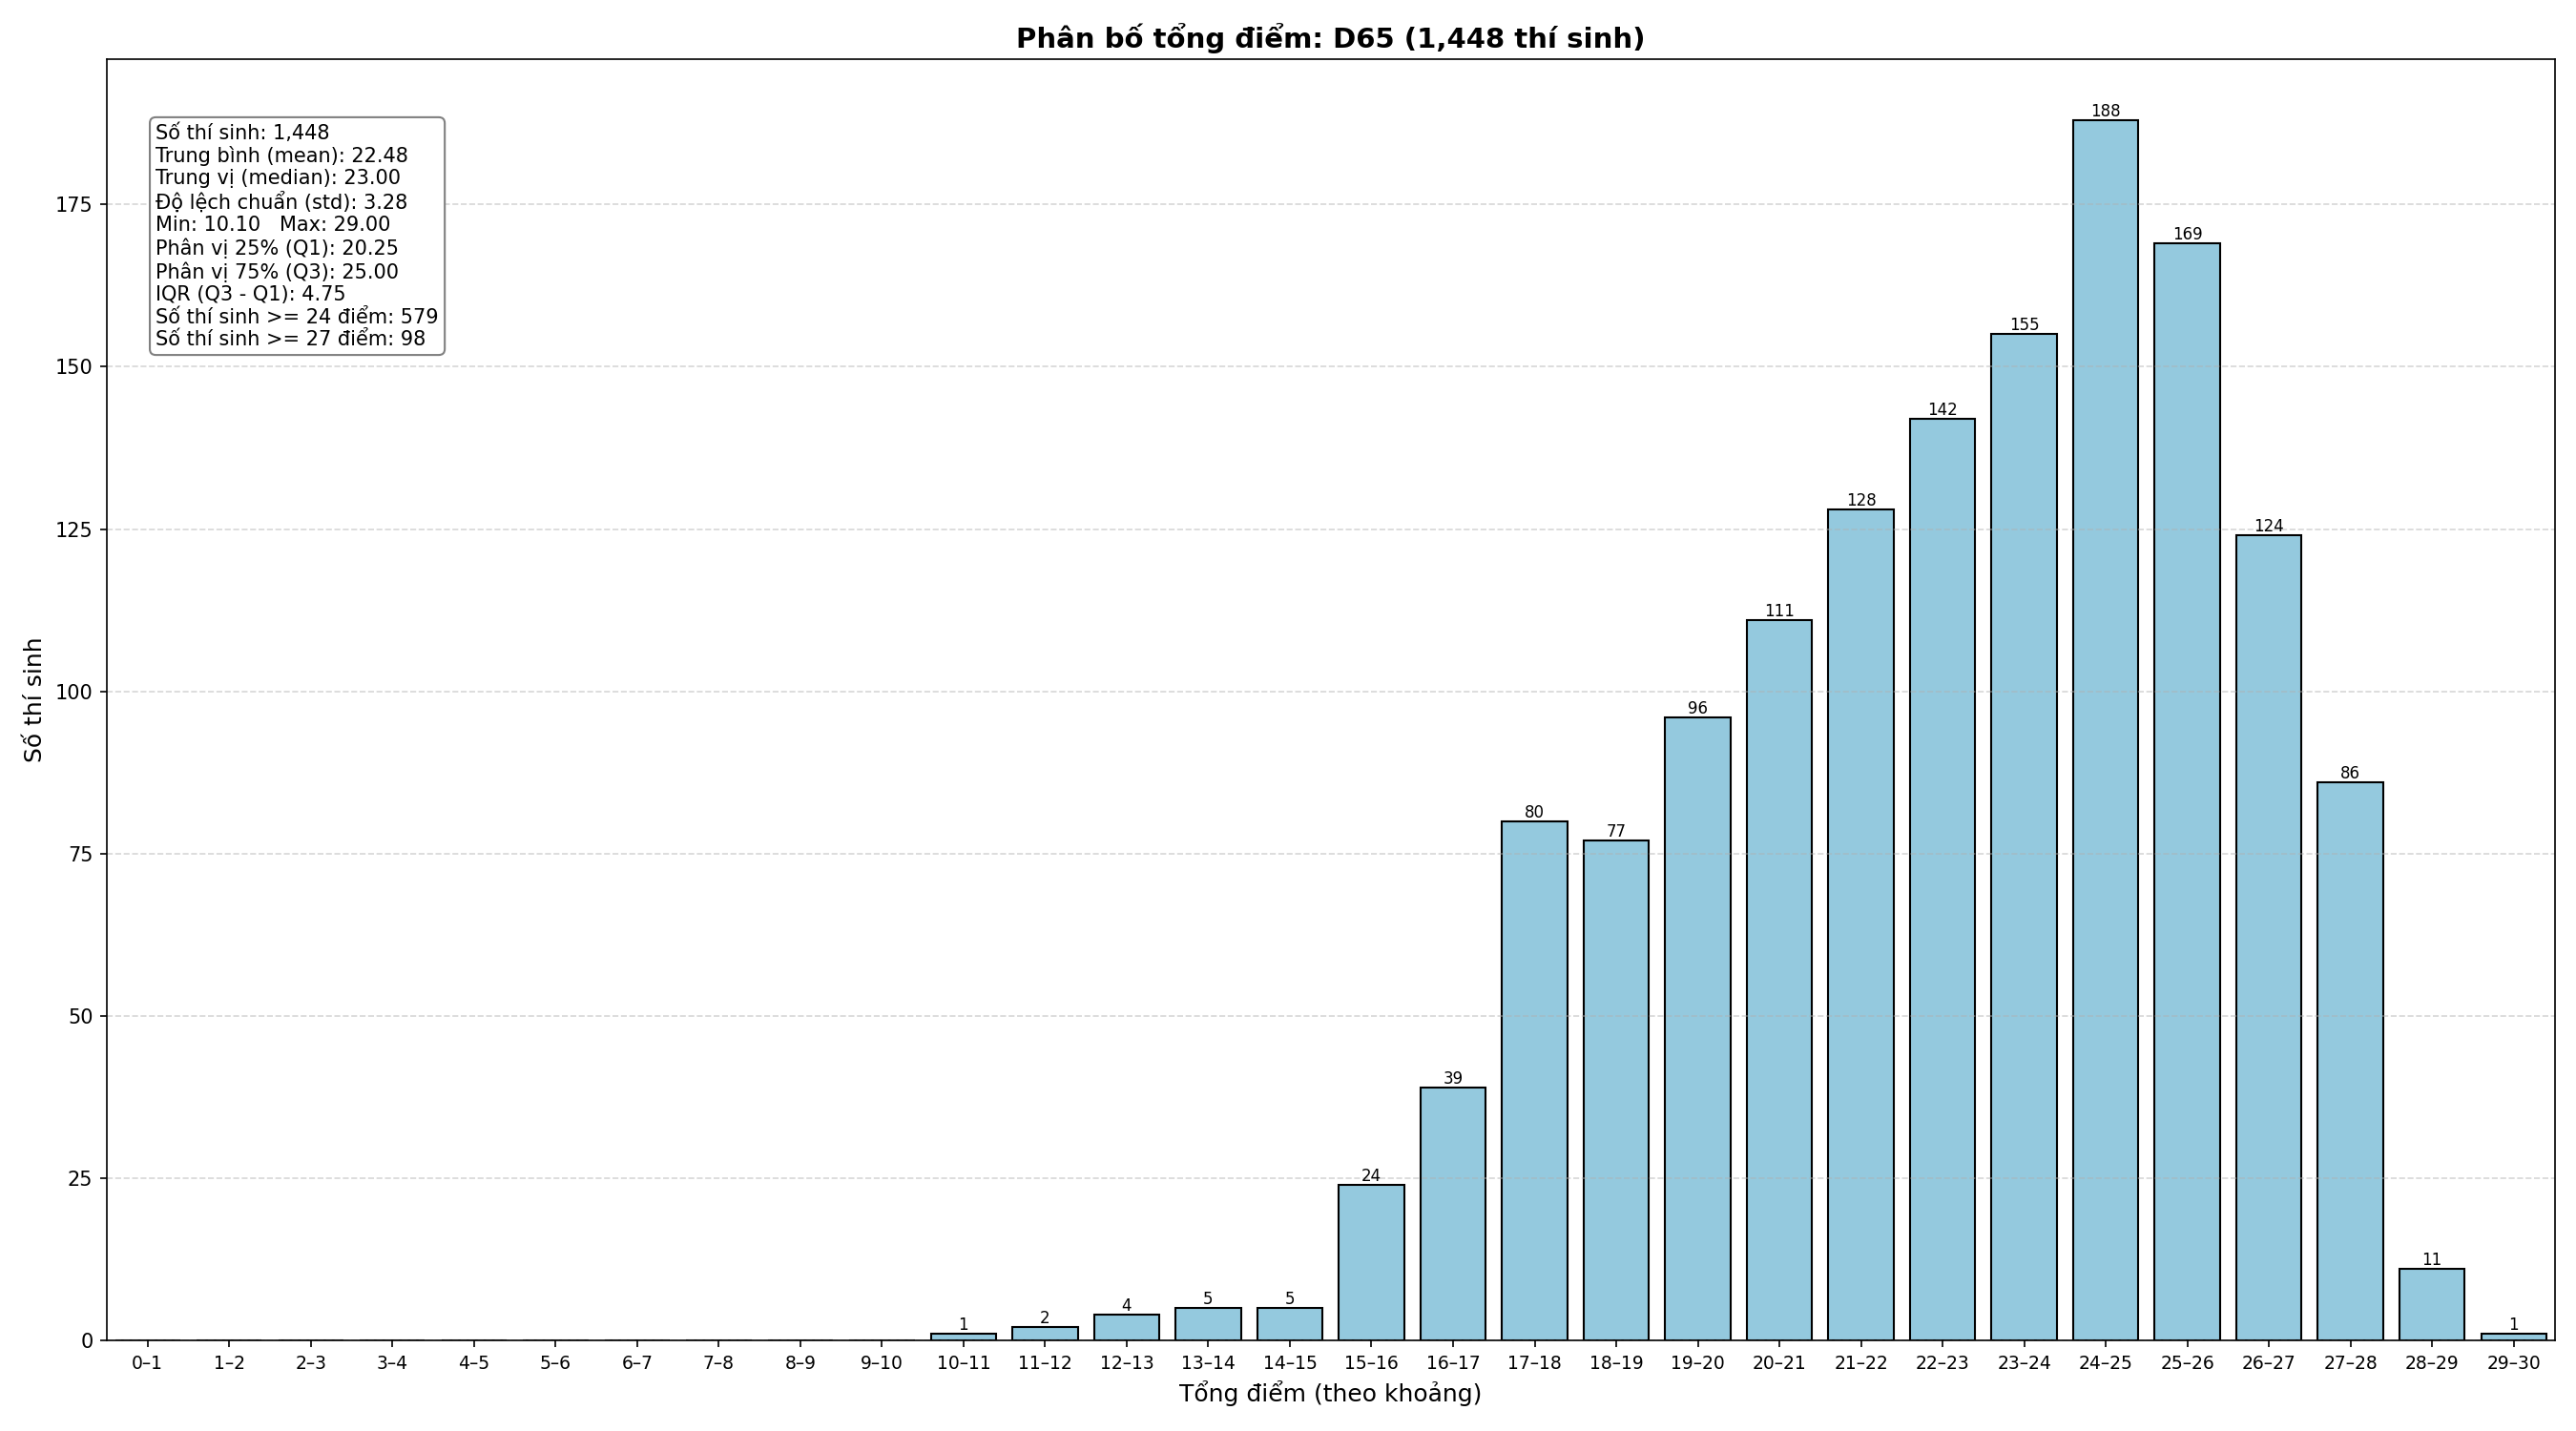 Phân bố tổng điểm: D65 (1,448 thí sinh)
Số thí sinh: 1,448
Trung bình (mean): 22.48
Trung vị (median): 23.00
Độ lệch chuẩn (std): 3.28
Min: 10.10   Max: 29.00
Phân vị 25% (Q1): 20.25
Phân vị 75% (Q3): 25.00
IQR (Q3 - Q1): 4.75
Số thí sinh >= 24 điểm: 579
Số thí sinh >= 27 điểm: 98
Số thí sinh
175
150
125
100
75
50
25
0
1
2
4
5
5
24
39
80
77
96
111
128
142
155
188
169
124
86
11
1
0–1 1–2 2–3 3–4 4–5 5–6 6–7 7–8 8–9 9–10 10–11 11–12 12–13 13–14 14–15 15–16 16–17 17–18 18–19 19–20 20–21 21–22 22–23 23–24 24–25 25–26 26–27 27–28 28–29 29–30
Tổng điểm (theo khoảng)